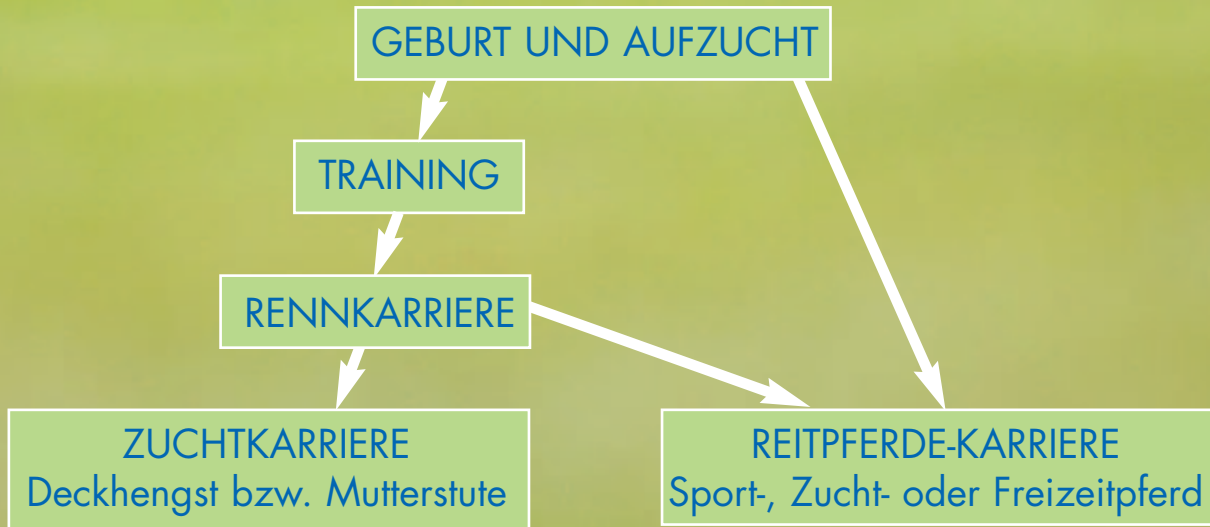 GEBURT UND AUFZUCHT
TRAINING
RENNKARRIERE
ZUCHTKARRIERE
Deckhengst bzw. Mutterstute
REITPFERDE-KARRIERE
Sport-, Zucht- oder Freizeitpferd